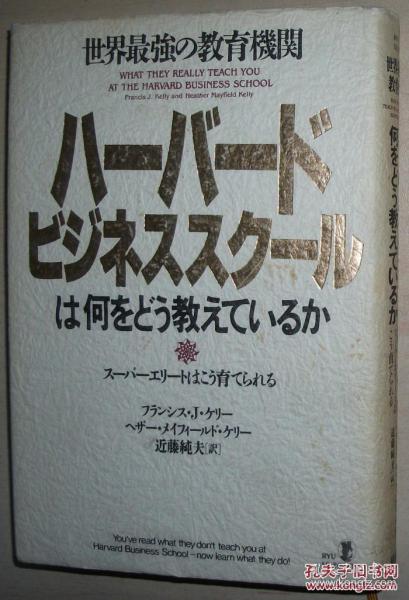 世界最強の教育機関
WHAT THEY REALLY TEACH YOU
AT THE HARVARD BUSINESS SCHOOL
Francis J. Kelly and Heather Mayfield Kelly
ハーバード
ビジネススクール
は何をどう教えているか
スーパーエリートはこう育てられる
フランシス・J・ケリー
ヘザー・メイフィールド・ケリー
近藤純夫[訳]
You've read what they don't teach you at
Harvard Business School—now learn what they do!
RYU
世界
教育
何をどう教えているか
孔夫子旧书网